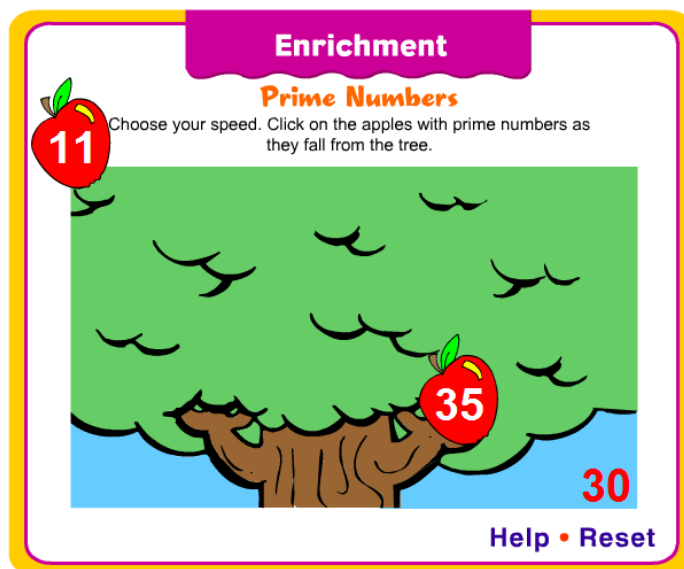 Enrichment
Prime Numbers
11
Choose your speed. Click on the apples with prime numbers as
they fall from the tree.
35
30
Help • Reset